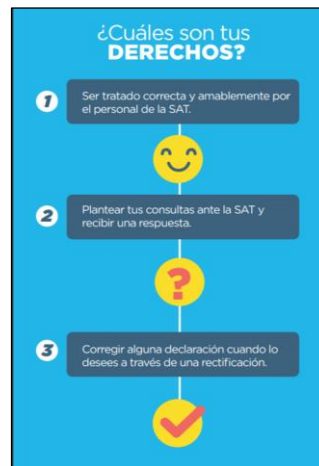 ¿Cuáles son tus
DERECHOS?
1
Ser tratado correcta y amablemente por
el personal de la SAT.
2
Plantear tus consultas ante la SAT y
recibir una respuesta.
?
3
Corregir alguna declaración cuando lo
desees a través de una rectificación.